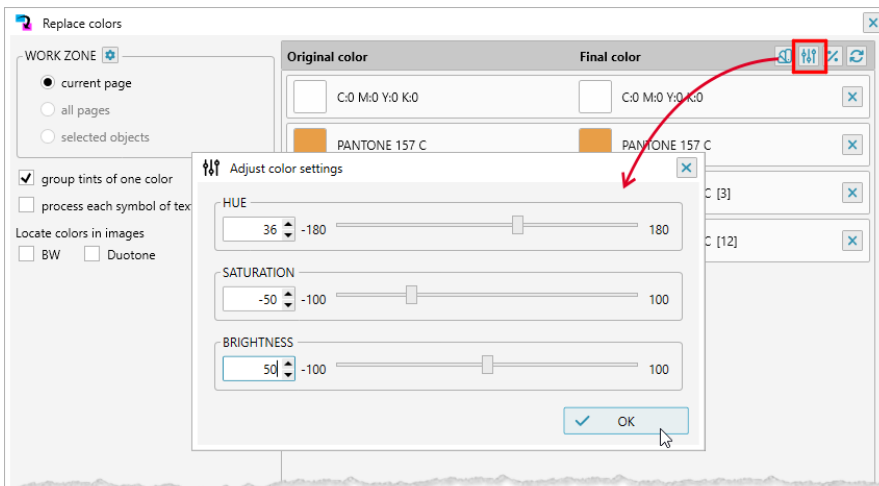 Replace colors
WORK ZONE
current page
all pages
selected objects
group tints of one color
process each symbol of tex
Locate colors in images
BW Duotone
Original color Final color
C:0 M:0 Y:0 K:0 C:0 M:0 Y:0 K:0
PANTONE 157 C PANTONE 157 C
C [3]
C [12]
Adjust color settings
HUE
36 -180 180
SATURATION
-50 -100 100
BRIGHTNESS
50 -100 100
OK